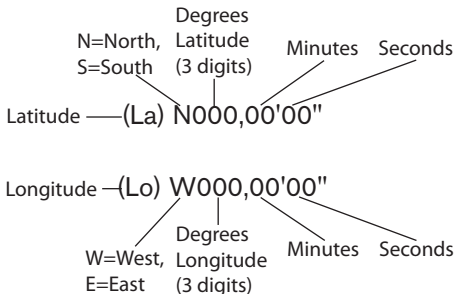 Degrees
N=North, Latitude Minutes Seconds
S=South (3 digits)
Latitude (La) N000,00'00"
Longitude (Lo) W000,00'00"
Degrees
W=West, Longitude Minutes Seconds
E=East (3 digits)